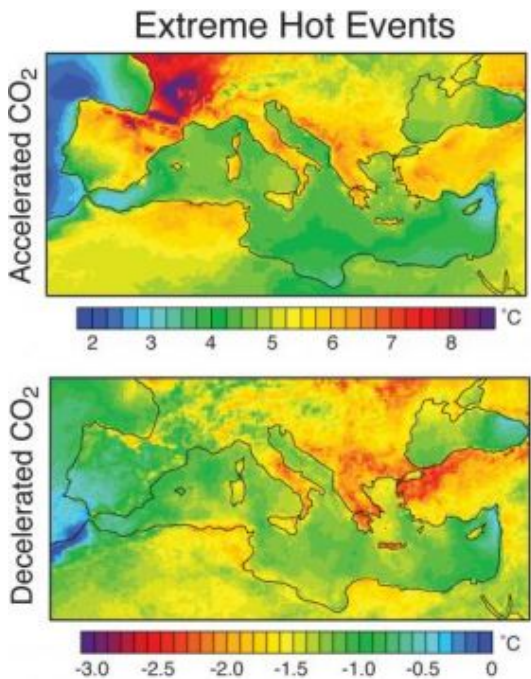 Extreme Hot Events
Accelerated CO₂
°C
2 3 4 5 6 7 8
Decelerated CO₂
°C
-3.0 -2.5 -2.0 -1.5 -1.0 -0.5 0